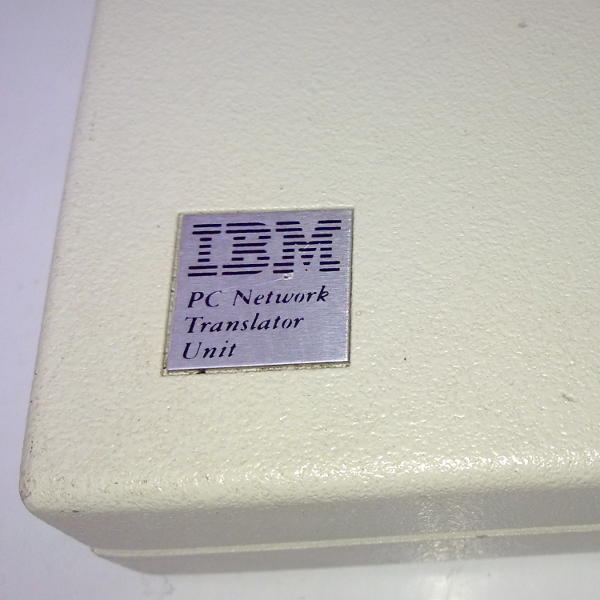 IBM
PC Network
Translator
Unit